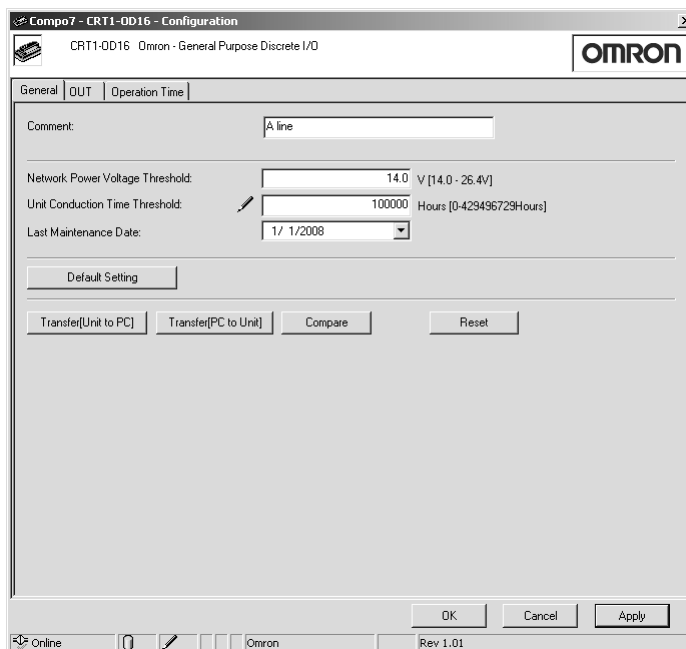 Compo7 - CRT1-OD16 - Configuration
CRT1-OD16 Omron - General Purpose Discrete I/O
OMRON
General OUT Operation Time
Comment: A line
Network Power Voltage Threshold: 14.0 V [14.0 - 26.4V]
Unit Conduction Time Threshold: 100000 Hours [0-429496729Hours]
Last Maintenance Date: 1/ 1/2008
Default Setting
Transfer[Unit to PC] Transfer[PC to Unit] Compare Reset
OK Cancel Apply
Online Omron Rev 1.01